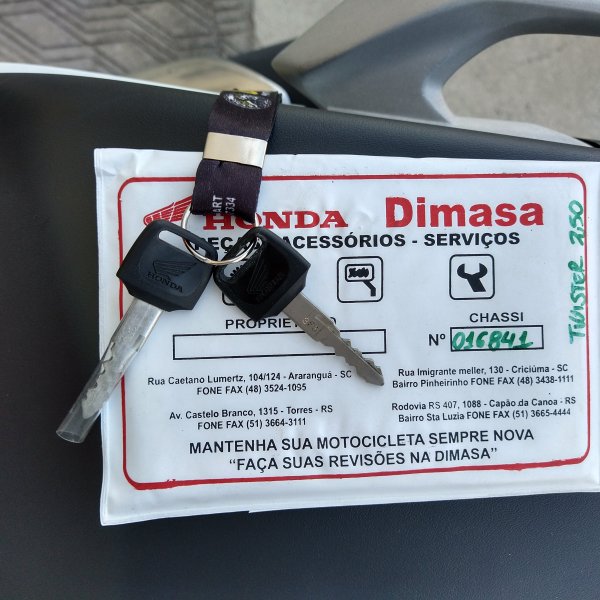 HONDA Dimasa
PEÇAS ACESSÓRIOS - SERVIÇOS
PROPRIETÁRIO
CHASSI
Nº 016841
TWISTER 250
Rua Caetano Lumertz, 104/124 - Araranguá - SC
FONE FAX (48) 3524-1095
Rua Imigrante meller, 130 - Criciúma - SC
Bairro Pinheirinho FONE FAX (48) 3438-1111
Av. Castelo Branco, 1315 - Torres - RS
FONE FAX (51) 3664-3111
Rodovia RS 407, 1088 - Capão da Canoa - RS
Bairro Sta Luzia FONE FAX (51) 3665-4444
MANTENHA SUA MOTOCICLETA SEMPRE NOVA
“FAÇA SUAS REVISÕES NA DIMASA”
HONDA
HONDA